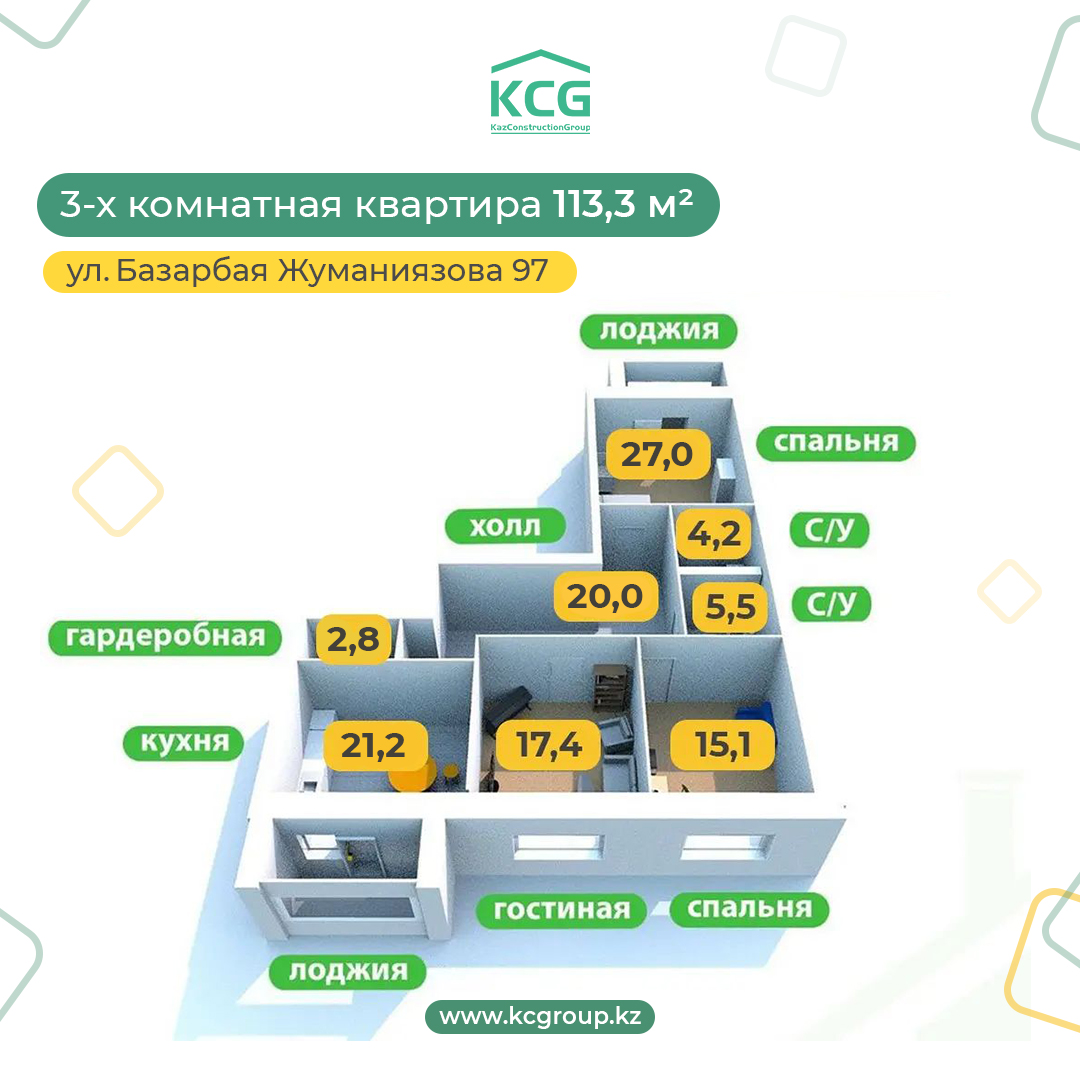 KCG
KazConstructionGroup
3-х комнатная квартира 113,3 м²
ул. Базарбая Жуманиязова 97
лоджия
27,0
спальня
холл
4,2
С/У
20,0
5,5
С/У
гардеробная
2,8
кухня
21,2
17,4
15,1
гостиная
спальня
лоджия
www.kcgroup.kz